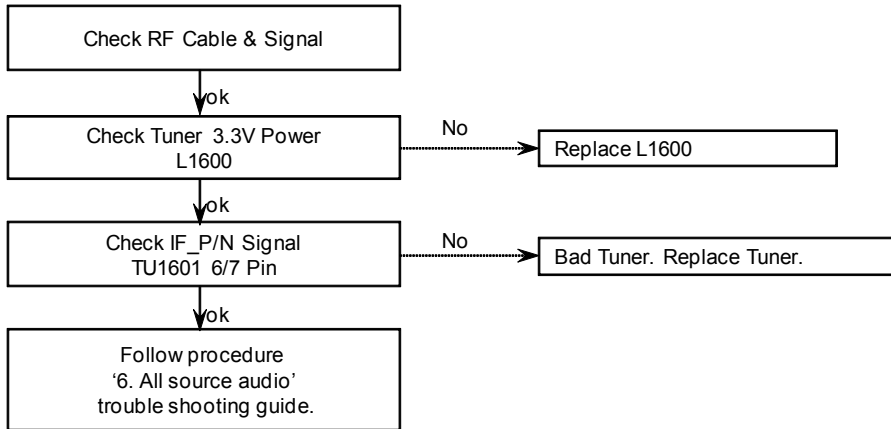 Check RF Cable & Signal
ok
Check Tuner 3.3V Power
L1600
No
Replace L1600
ok
Check IF_P/N Signal
TU1601 6/7 Pin
No
Bad Tuner. Replace Tuner.
ok
Follow procedure
‘6. All source audio’
trouble shooting guide.